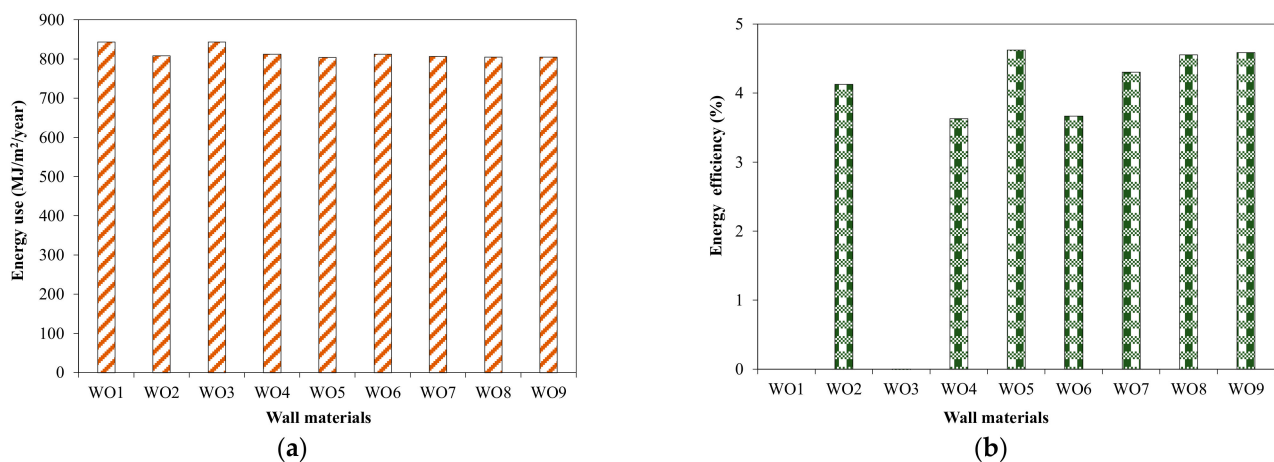 900
800
700
600
500
400
300
200
100
0
Energy use (MJ/m²/year)
WO1 WO2 WO3 WO4 WO5 WO6 WO7 WO8 WO9
Wall materials
(a)
5
4
3
2
1
0
Energy efficiency (%)
WO1 WO2 WO3 WO4 WO5 WO6 WO7 WO8 WO9
Wall materials
(b)